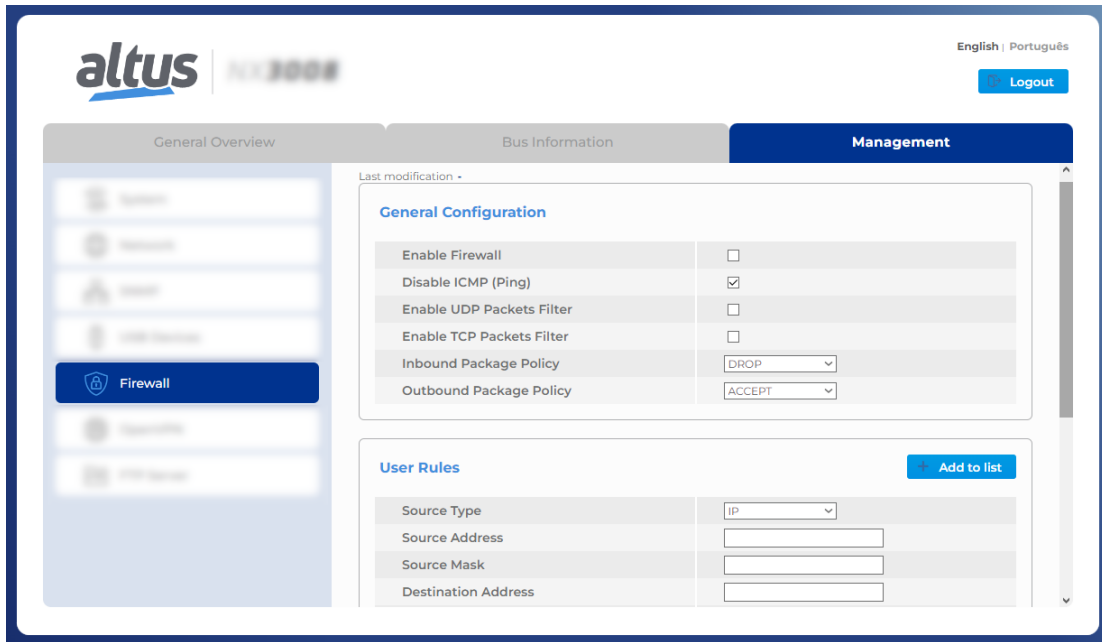 English | Português
altus
Logout
General Overview
Bus Information
Management
Last modification -
General Configuration
Enable Firewall
Disable ICMP (Ping)
Enable UDP Packets Filter
Enable TCP Packets Filter
Inbound Package Policy DROP
Outbound Package Policy ACCEPT
Firewall
User Rules
+ Add to list
Source Type IP
Source Address
Source Mask
Destination Address